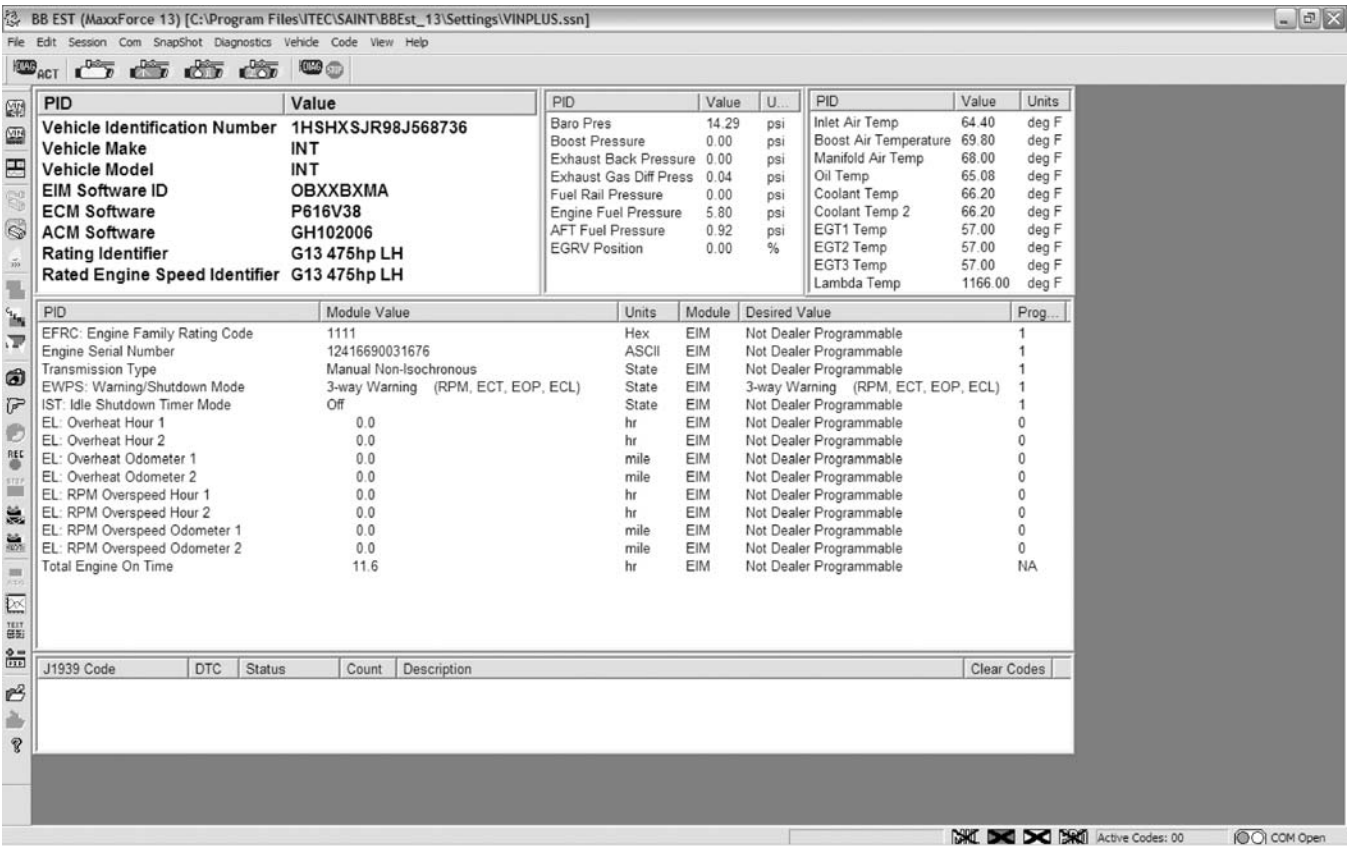 BB EST (MaxxForce 13) [C:\Program Files\ITEC\SAINT\BBEst_13\Settings\VINPLUS.ssn]
File Edit Session Com SnapShot Diagnostics Vehicle Code View Help
DIAG ACT DIAG STOP
PID Value
Vehicle Identification Number 1HSHXSJR98J568736
Vehicle Make INT
Vehicle Model INT
EIM Software ID OBXXBXMA
ECM Software P616V38
ACM Software GH102006
Rating Identifier G13 475hp LH
Rated Engine Speed Identifier G13 475hp LH
PID Value U...
Baro Pres 14.29 psi
Boost Pressure 0.00 psi
Exhaust Back Pressure 0.00 psi
Exhaust Gas Diff Press 0.04 psi
Fuel Rail Pressure 0.00 psi
Engine Fuel Pressure 5.80 psi
AFT Fuel Pressure 0.92 psi
EGRV Position 0.00 %
PID Value Units
Inlet Air Temp 64.40 deg F
Boost Air Temperature 69.80 deg F
Manifold Air Temp 68.00 deg F
Oil Temp 65.08 deg F
Coolant Temp 66.20 deg F
Coolant Temp 2 66.20 deg F
EGT1 Temp 57.00 deg F
EGT2 Temp 57.00 deg F
EGT3 Temp 57.00 deg F
Lambda Temp 1166.00 deg F
PID Module Value Units Module Desired Value Prog...
EFRC: Engine Family Rating Code 1111 Hex EIM Not Dealer Programmable 1
Engine Serial Number 12416690031676 ASCII EIM Not Dealer Programmable 1
Transmission Type Manual Non-Isochronous State EIM Not Dealer Programmable 1
EWPS: Warning/Shutdown Mode 3-way Warning (RPM, ECT, EOP, ECL) State EIM 3-way Warning (RPM, ECT, EOP, ECL) 1
IST: Idle Shutdown Timer Mode Off State EIM Not Dealer Programmable 1
EL: Overheat Hour 1 0.0 hr EIM Not Dealer Programmable 0
EL: Overheat Hour 2 0.0 hr EIM Not Dealer Programmable 0
EL: Overheat Odometer 1 0.0 mile EIM Not Dealer Programmable 0
EL: Overheat Odometer 2 0.0 mile EIM Not Dealer Programmable 0
EL: RPM Overspeed Hour 1 0.0 hr EIM Not Dealer Programmable 0
EL: RPM Overspeed Hour 2 0.0 hr EIM Not Dealer Programmable 0
EL: RPM Overspeed Odometer 1 0.0 mile EIM Not Dealer Programmable 0
EL: RPM Overspeed Odometer 2 0.0 mile EIM Not Dealer Programmable 0
Total Engine On Time 11.6 hr EIM Not Dealer Programmable NA
J1939 Code DTC Status Count Description Clear Codes
VIN
VIN
REC
STEP
TEST
Active Codes: 00 COM Open